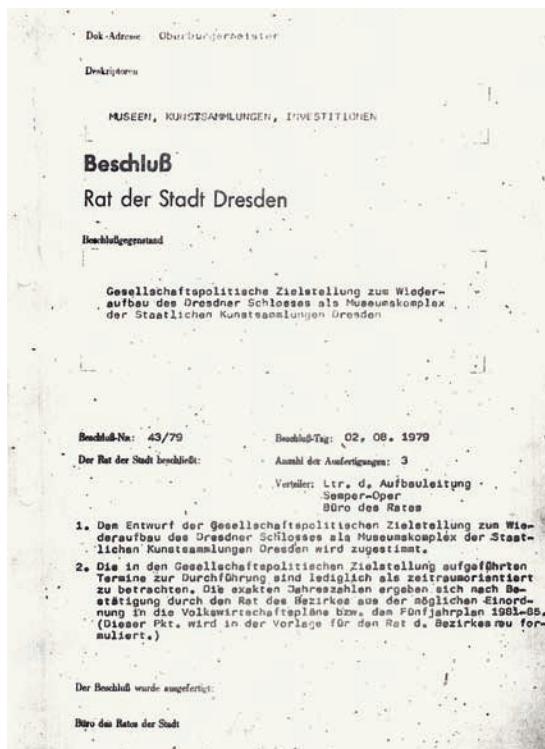 Dok-Adresse Oberbürgermeister
Deskriptoren
MUSEEN, KUNSTSAMMLUNGEN, INVESTITIONEN
Beschluß
Rat der Stadt Dresden
Beschlußgegenstand
Gesellschaftspolitische Zielstellung zum Wieder-
aufbau des Dresdner Schlosses als Museumskomplex
der Staatlichen Kunstsammlungen Dresden
Beschluß-Nr.: 43/79 Beschluß-Tag: 02. 08. 1979
Der Rat der Stadt beschließt: Anzahl der Ausfertigungen: 3
Verteiler: Ltr. d. Aufbauleitung
Semper-Oper
Büro des Rates
1. Dem Entwurf der Gesellschaftspolitischen Zielstellung zum Wie-
deraufbau des Dresdner Schlosses als Museumskomplex der Staat-
lichen Kunstsammlungen Dresden wird zugestimmt.
2. Die in den Gesellschaftspolitischen Zielstellung aufgeführten
Termine zur Durchführung sind lediglich als zeitraumorientiert
zu betrachten. Die exakten Jahreszahlen ergeben sich nach Be-
stätigung durch den Rat des Bezirkes aus der möglichen Einord-
nung in die Volkswirtschaftspläne bzw. den Fünfjahrplan 1981-85.
(Dieser Pkt. wird in der Vorlage für den Rat d. Bezirkes neu for-
muliert.)
Der Beschluß wurde ausgefertigt:
Büro des Rates der Stadt